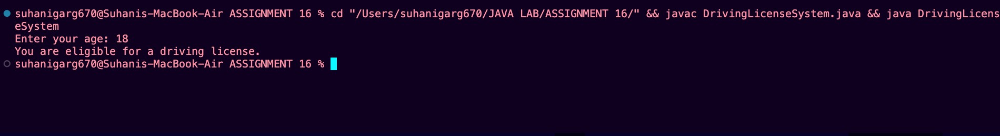 suhanigarg670@Suhanis-MacBook-Air ASSIGNMENT 16 % cd "/Users/suhanigarg670/JAVA LAB/ASSIGNMENT 16/" && javac DrivingLicenseSystem.java && java DrivingLicens
eSystem
Enter your age: 18
You are eligible for a driving license.
suhanigarg670@Suhanis-MacBook-Air ASSIGNMENT 16 %